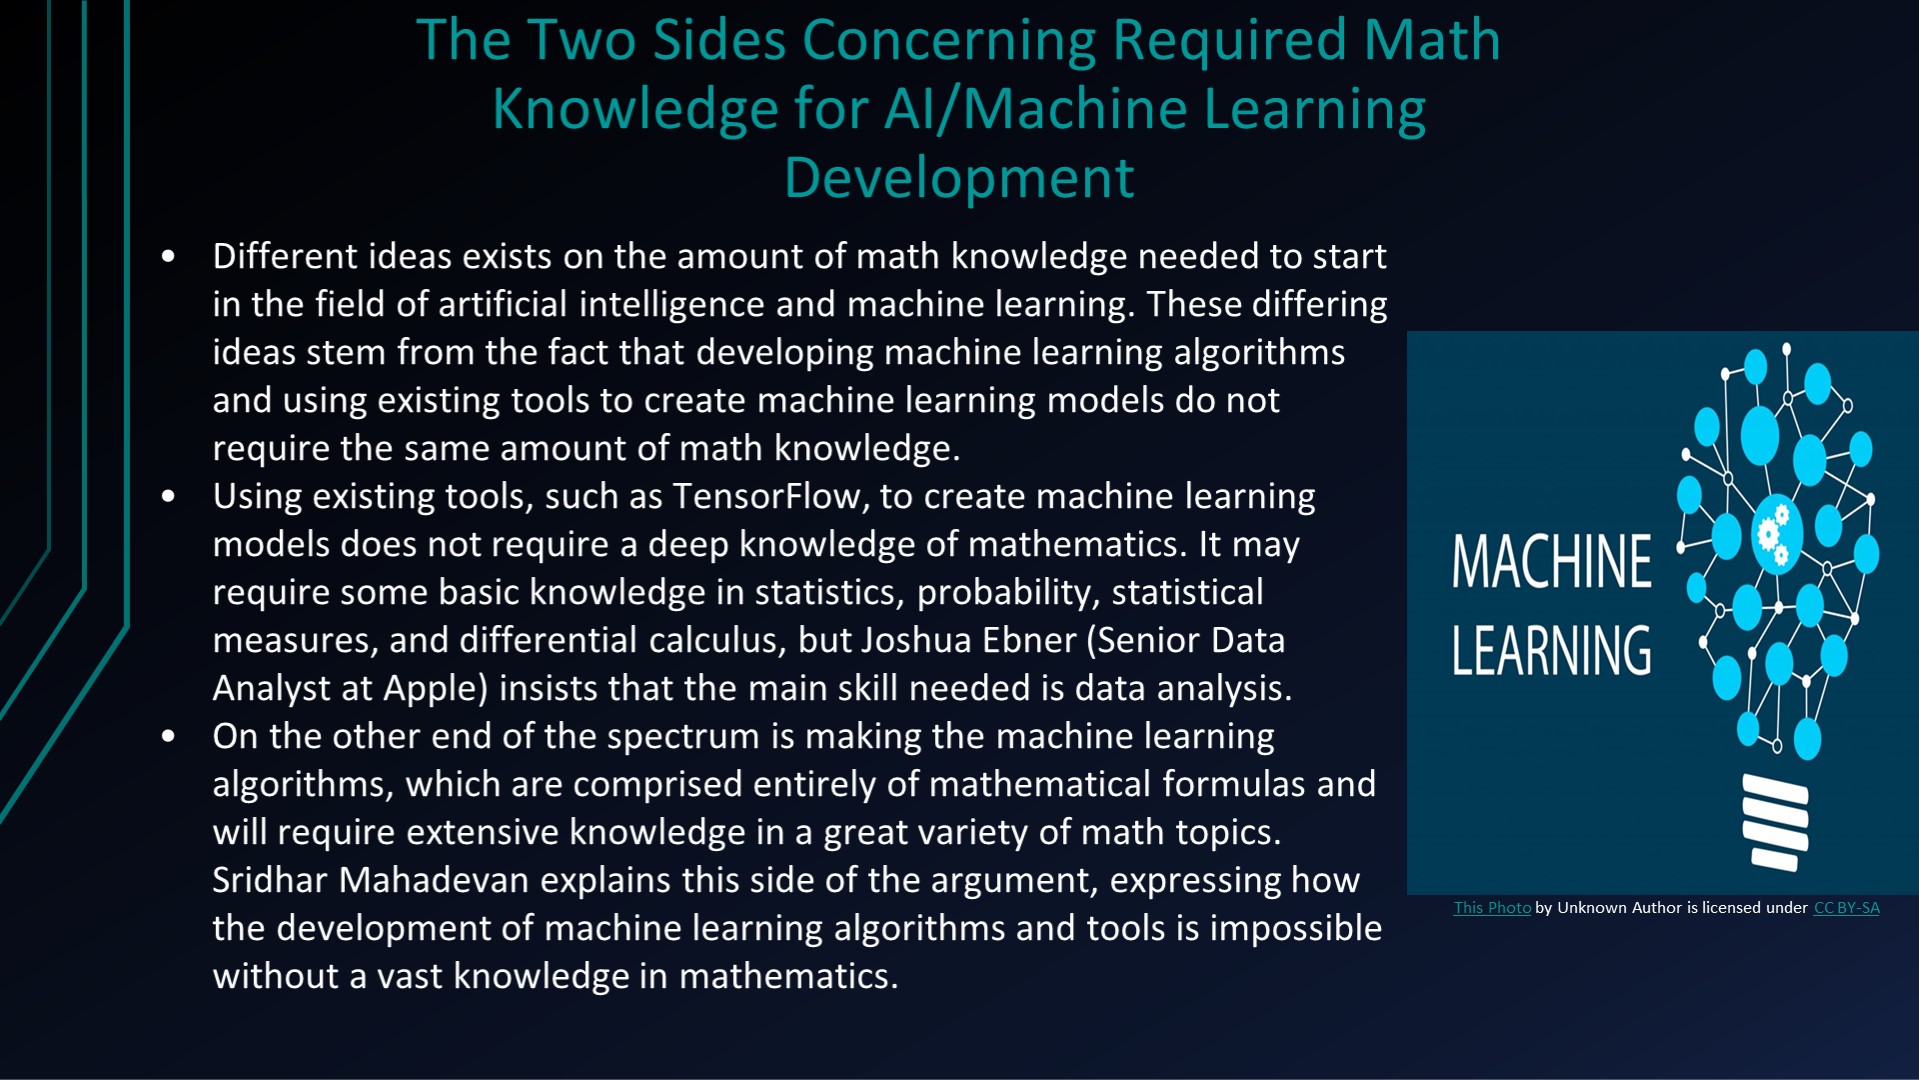 The Two Sides Concerning Required Math
Knowledge for AI/Machine Learning
Development
• Different ideas exists on the amount of math knowledge needed to start
in the field of artificial intelligence and machine learning. These differing
ideas stem from the fact that developing machine learning algorithms
and using existing tools to create machine learning models do not
require the same amount of math knowledge.
• Using existing tools, such as TensorFlow, to create machine learning
models does not require a deep knowledge of mathematics. It may
require some basic knowledge in statistics, probability, statistical
measures, and differential calculus, but Joshua Ebner (Senior Data
Analyst at Apple) insists that the main skill needed is data analysis.
• On the other end of the spectrum is making the machine learning
algorithms, which are comprised entirely of mathematical formulas and
will require extensive knowledge in a great variety of math topics.
Sridhar Mahadevan explains this side of the argument, expressing how
the development of machine learning algorithms and tools is impossible
without a vast knowledge in mathematics.
MACHINE
LEARNING
This Photo by Unknown Author is licensed under CC BY-SA